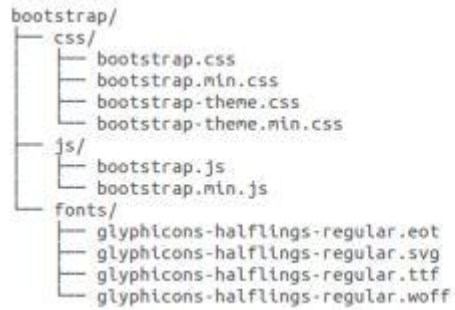 bootstrap/
├── css/
│   ├── bootstrap.css
│   ├── bootstrap.min.css
│   ├── bootstrap-theme.css
│   └── bootstrap-theme.min.css
├── js/
│   ├── bootstrap.js
│   └── bootstrap.min.js
└── fonts/
    ├── glyphicons-halflings-regular.eot
    ├── glyphicons-halflings-regular.svg
    ├── glyphicons-halflings-regular.ttf
    └── glyphicons-halflings-regular.woff